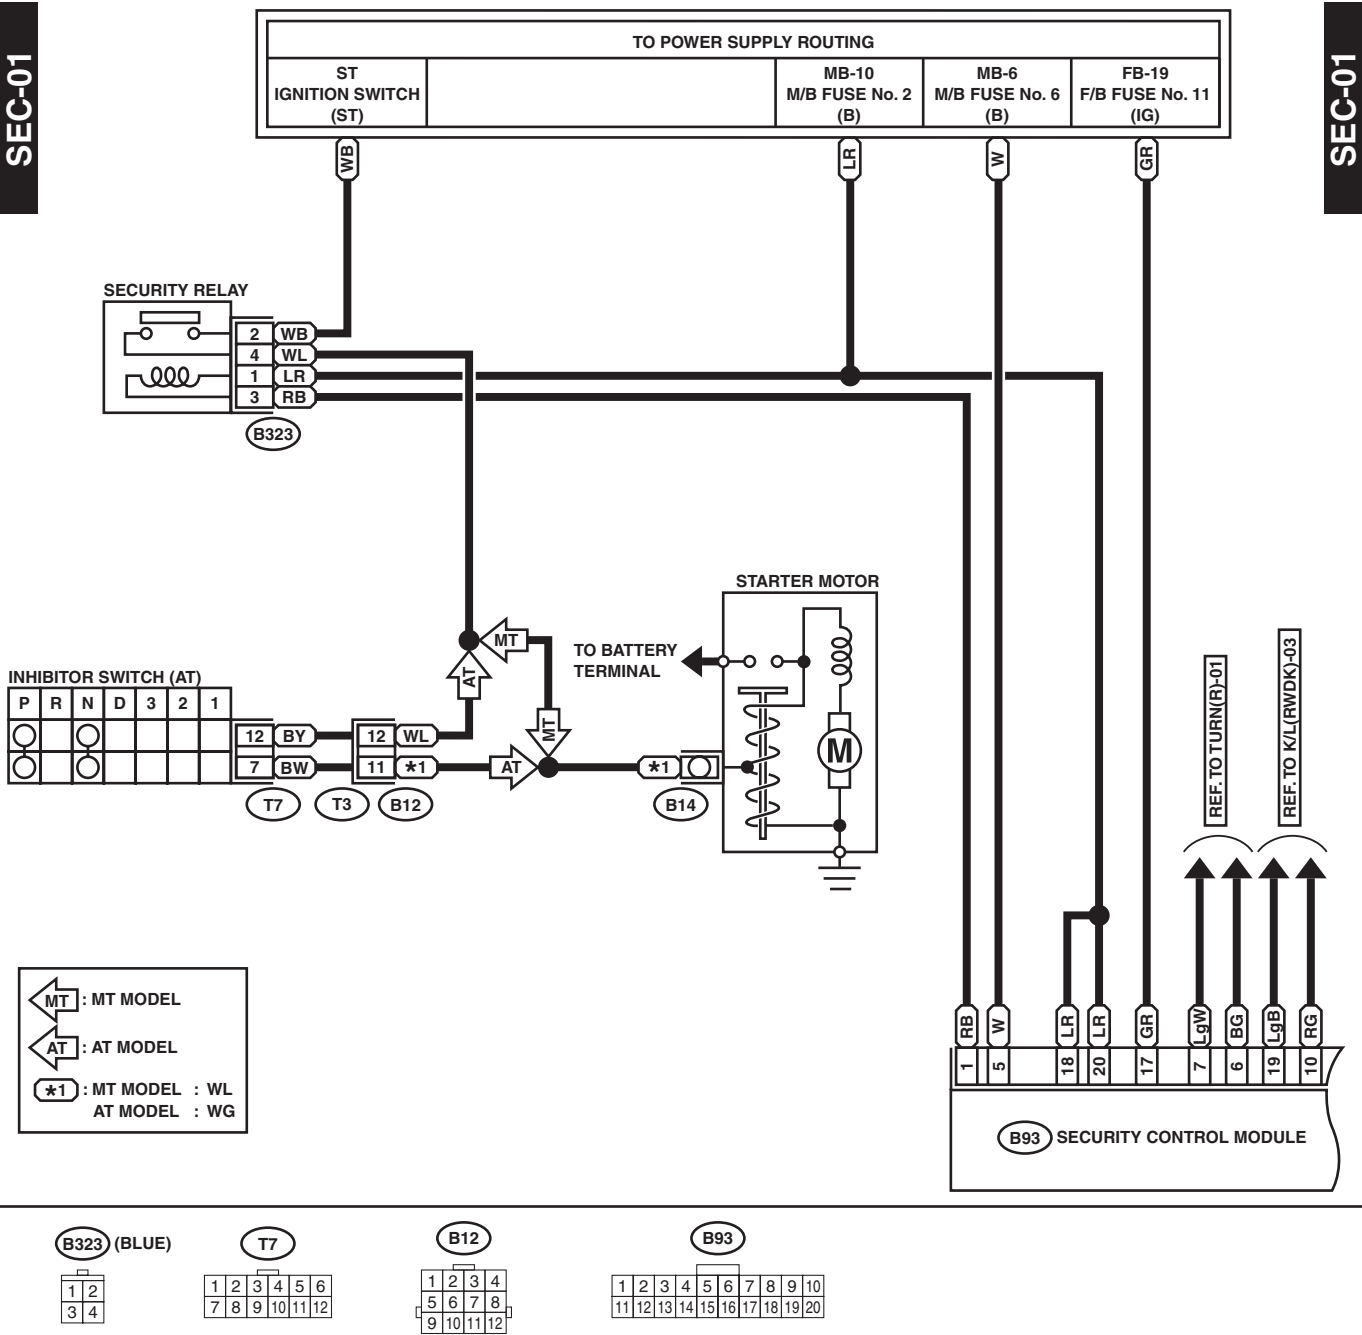 SEC-01
SEC-01
TO POWER SUPPLY ROUTING
ST
IGNITION SWITCH
(ST)
MB-10
M/B FUSE No. 2
(B)
MB-6
M/B FUSE No. 6
(B)
FB-19
F/B FUSE No. 11
(IG)
WB
LR
W
GR
SECURITY RELAY
2 WB
4 WL
1 LR
3 RB
B323
STARTER MOTOR
TO BATTERY
TERMINAL
MT
AT
MT
INHIBITOR SWITCH (AT)
P R N D 3 2 1
12 BY 12 WL
7 BW 11 *1
AT
*1
M
T7 T3 B12
B14
REF. TO TURN(R)-01
REF. TO K/L(RWDK)-03
MT : MT MODEL
AT : AT MODEL
*1 : MT MODEL : WL
AT MODEL : WG
RB W LR LR GR LgW BG LgB RG
1 5 18 20 17 7 6 19 10
B93 SECURITY CONTROL MODULE
B323 (BLUE)
1 2
3 4
T7
1 2 3 4 5 6
7 8 9 10 11 12
B12
1 2 3 4
5 6 7 8
9 10 11 12
B93
1 2 3 4 5 6 7 8 9 10
11 12 13 14 15 16 17 18 19 20